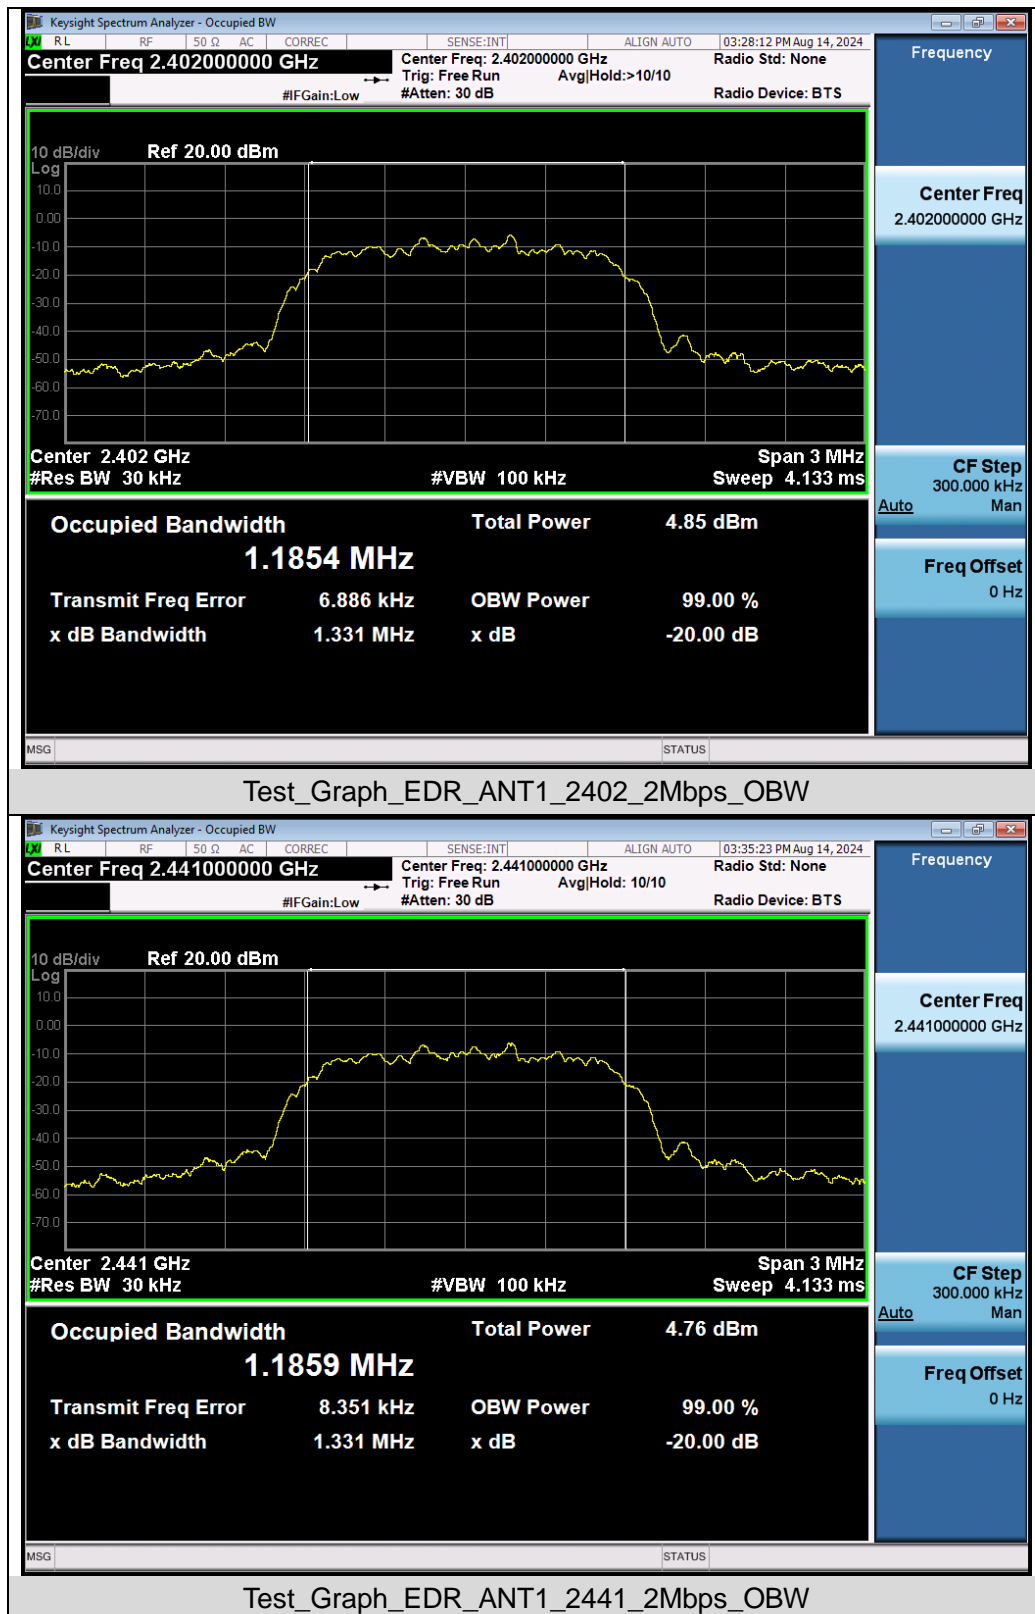 Keysight Spectrum Analyzer - Occupied BW
LXI RL RF 50 Ω AC CORREC SENSE:INT ALIGN AUTO 03:28:12 PM Aug 14, 2024
Center Freq 2.402000000 GHz
Center Freq: 2.402000000 GHz
Radio Std: None
Trig: Free Run Avg|Hold:>10/10
#IFGain:Low
#Atten: 30 dB
Radio Device: BTS
Frequency
10 dB/div Ref 20.00 dBm
Log
10.0
0.00
-10.0
-20.0
-30.0
-40.0
-50.0
-60.0
-70.0
Center Freq
2.402000000 GHz
Center 2.402 GHz Span 3 MHz
#Res BW 30 kHz #VBW 100 kHz Sweep 4.133 ms
CF Step
300.000 kHz
Auto Man
Freq Offset
0 Hz
Occupied Bandwidth Total Power 4.85 dBm
1.1854 MHz
Transmit Freq Error 6.886 kHz OBW Power 99.00 %
x dB Bandwidth 1.331 MHz x dB -20.00 dB
MSG STATUS
Test_Graph_EDR_ANT1_2402_2Mbps_OBW
Keysight Spectrum Analyzer - Occupied BW
LXI RL RF 50 Ω AC CORREC SENSE:INT ALIGN AUTO 03:35:23 PM Aug 14, 2024
Center Freq 2.441000000 GHz
Center Freq: 2.441000000 GHz
Radio Std: None
Trig: Free Run Avg|Hold: 10/10
#IFGain:Low
#Atten: 30 dB
Radio Device: BTS
Frequency
10 dB/div Ref 20.00 dBm
Log
10.0
0.00
-10.0
-20.0
-30.0
-40.0
-50.0
-60.0
-70.0
Center Freq
2.441000000 GHz
Center 2.441 GHz Span 3 MHz
#Res BW 30 kHz #VBW 100 kHz Sweep 4.133 ms
CF Step
300.000 kHz
Auto Man
Freq Offset
0 Hz
Occupied Bandwidth Total Power 4.76 dBm
1.1859 MHz
Transmit Freq Error 8.351 kHz OBW Power 99.00 %
x dB Bandwidth 1.331 MHz x dB -20.00 dB
MSG STATUS
Test_Graph_EDR_ANT1_2441_2Mbps_OBW